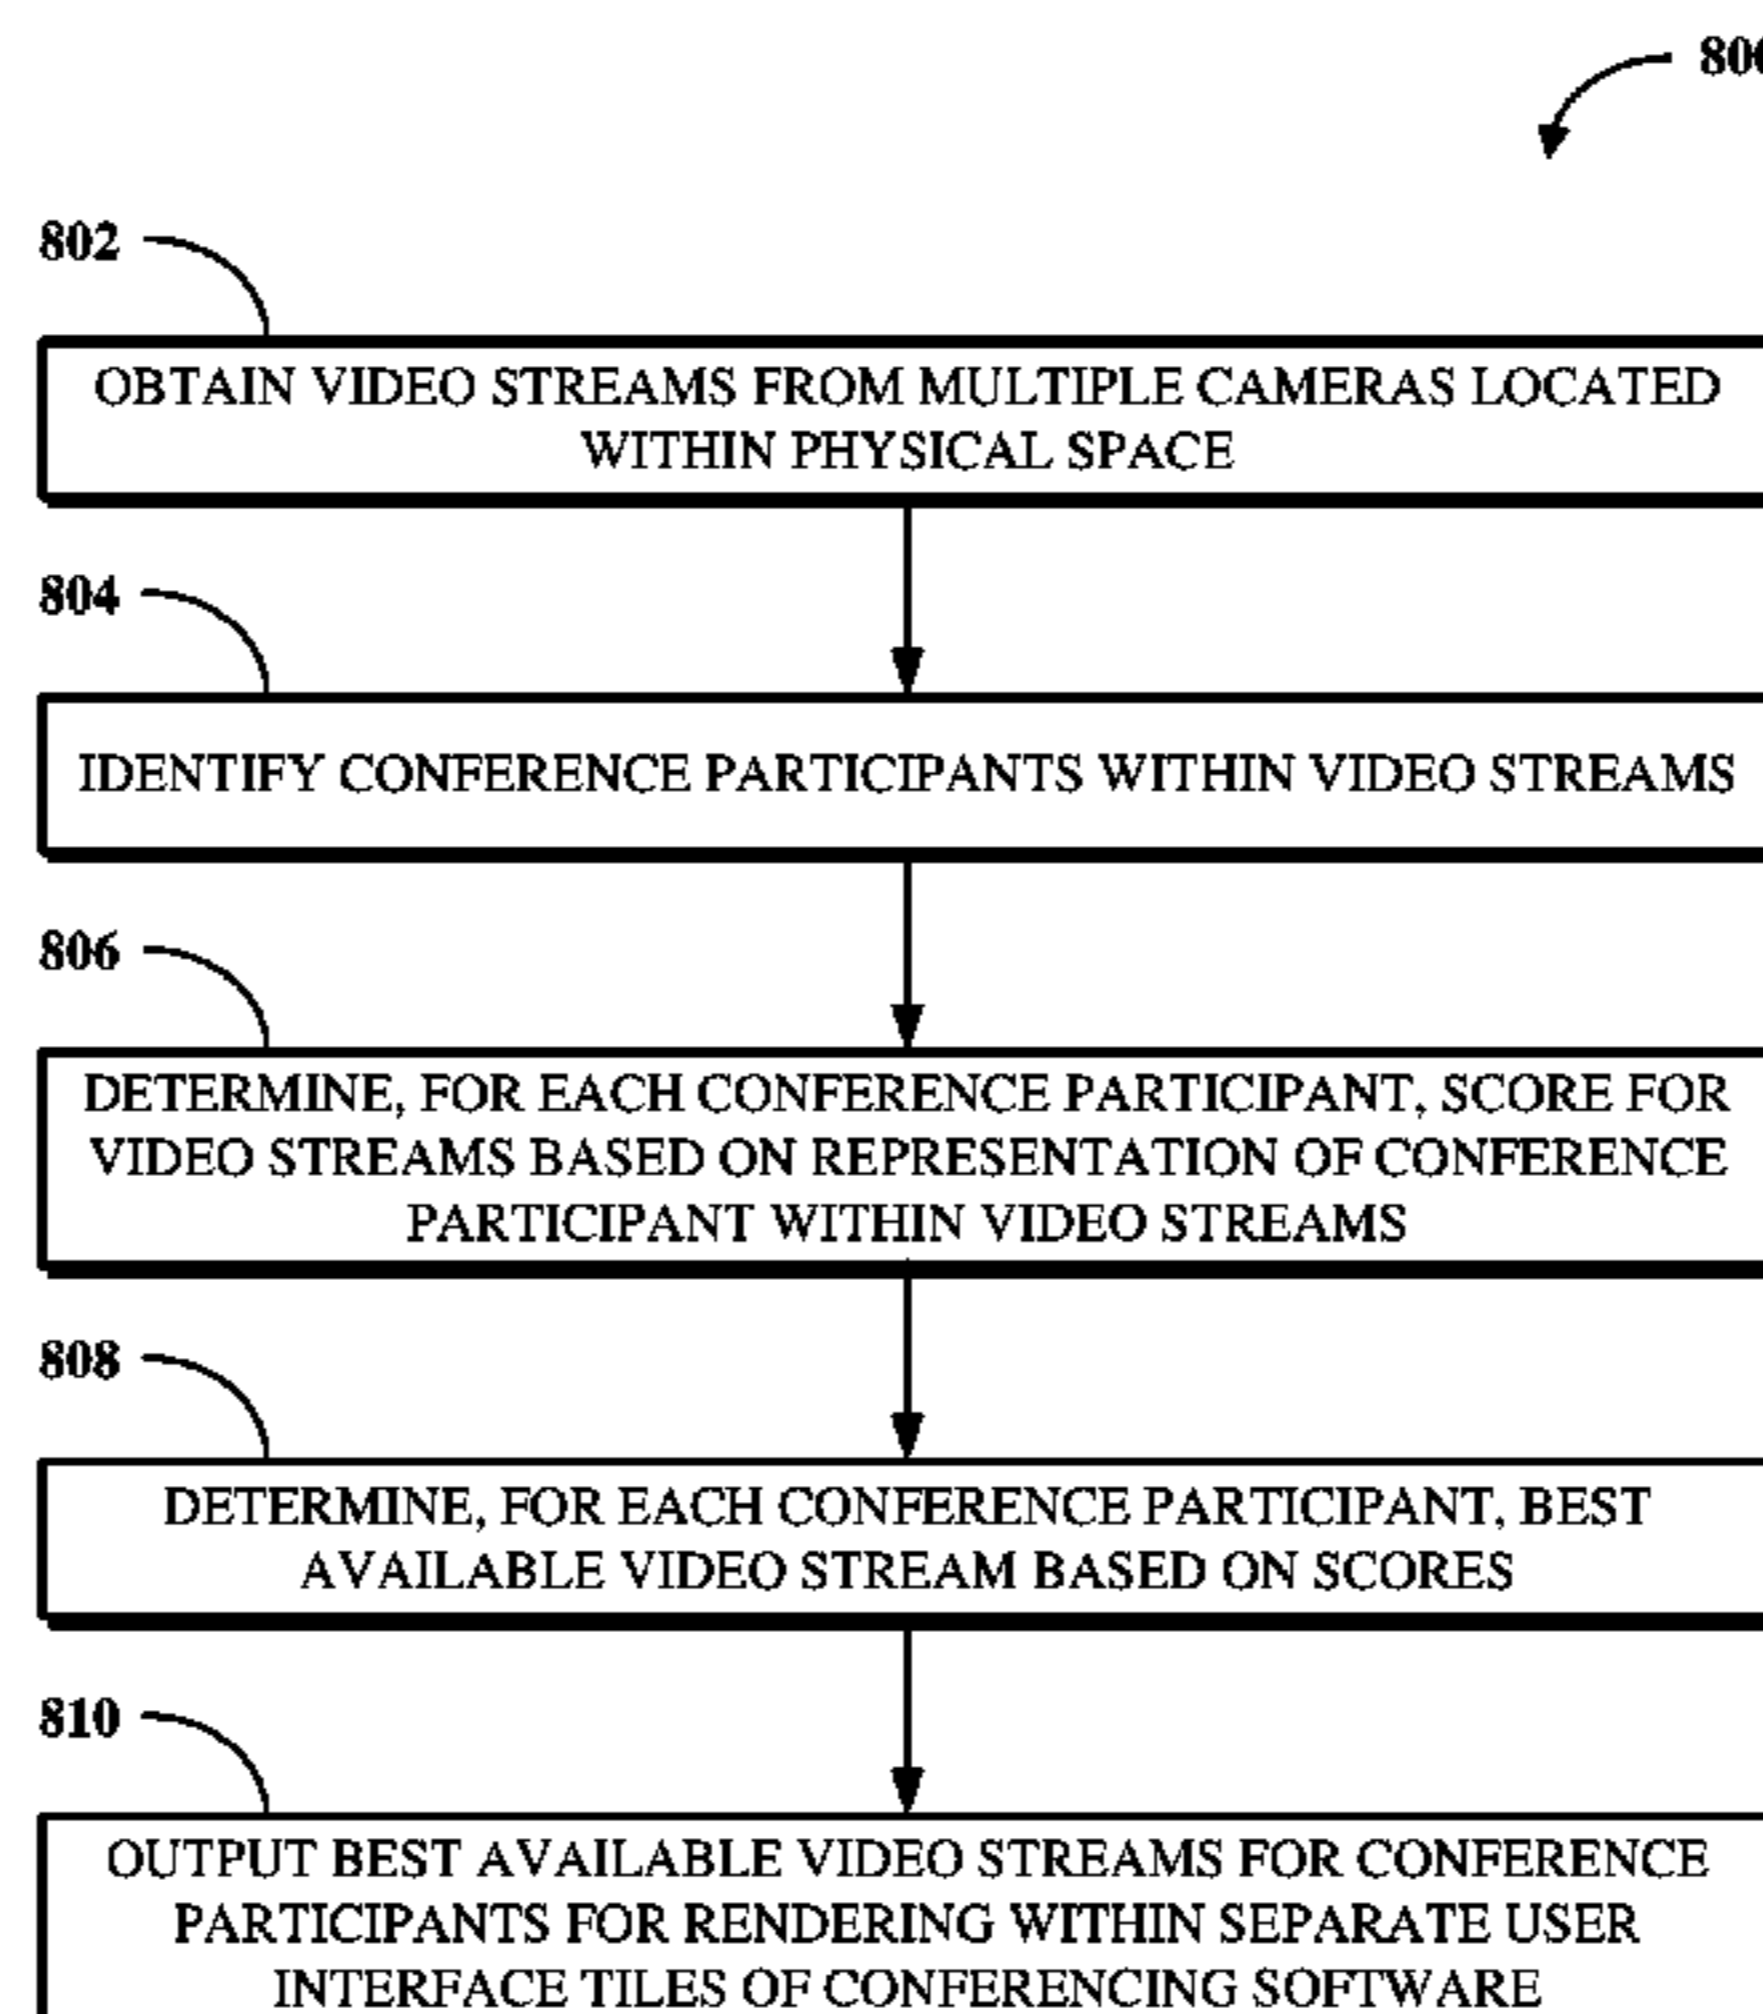 800
802
OBTAIN VIDEO STREAMS FROM MULTIPLE CAMERAS LOCATED
WITHIN PHYSICAL SPACE
804
IDENTIFY CONFERENCE PARTICIPANTS WITHIN VIDEO STREAMS
806
DETERMINE, FOR EACH CONFERENCE PARTICIPANT, SCORE FOR
VIDEO STREAMS BASED ON REPRESENTATION OF CONFERENCE
PARTICIPANT WITHIN VIDEO STREAMS
808
DETERMINE, FOR EACH CONFERENCE PARTICIPANT, BEST
AVAILABLE VIDEO STREAM BASED ON SCORES
810
OUTPUT BEST AVAILABLE VIDEO STREAMS FOR CONFERENCE
PARTICIPANTS FOR RENDERING WITHIN SEPARATE USER
INTERFACE TILES OF CONFERENCING SOFTWARE